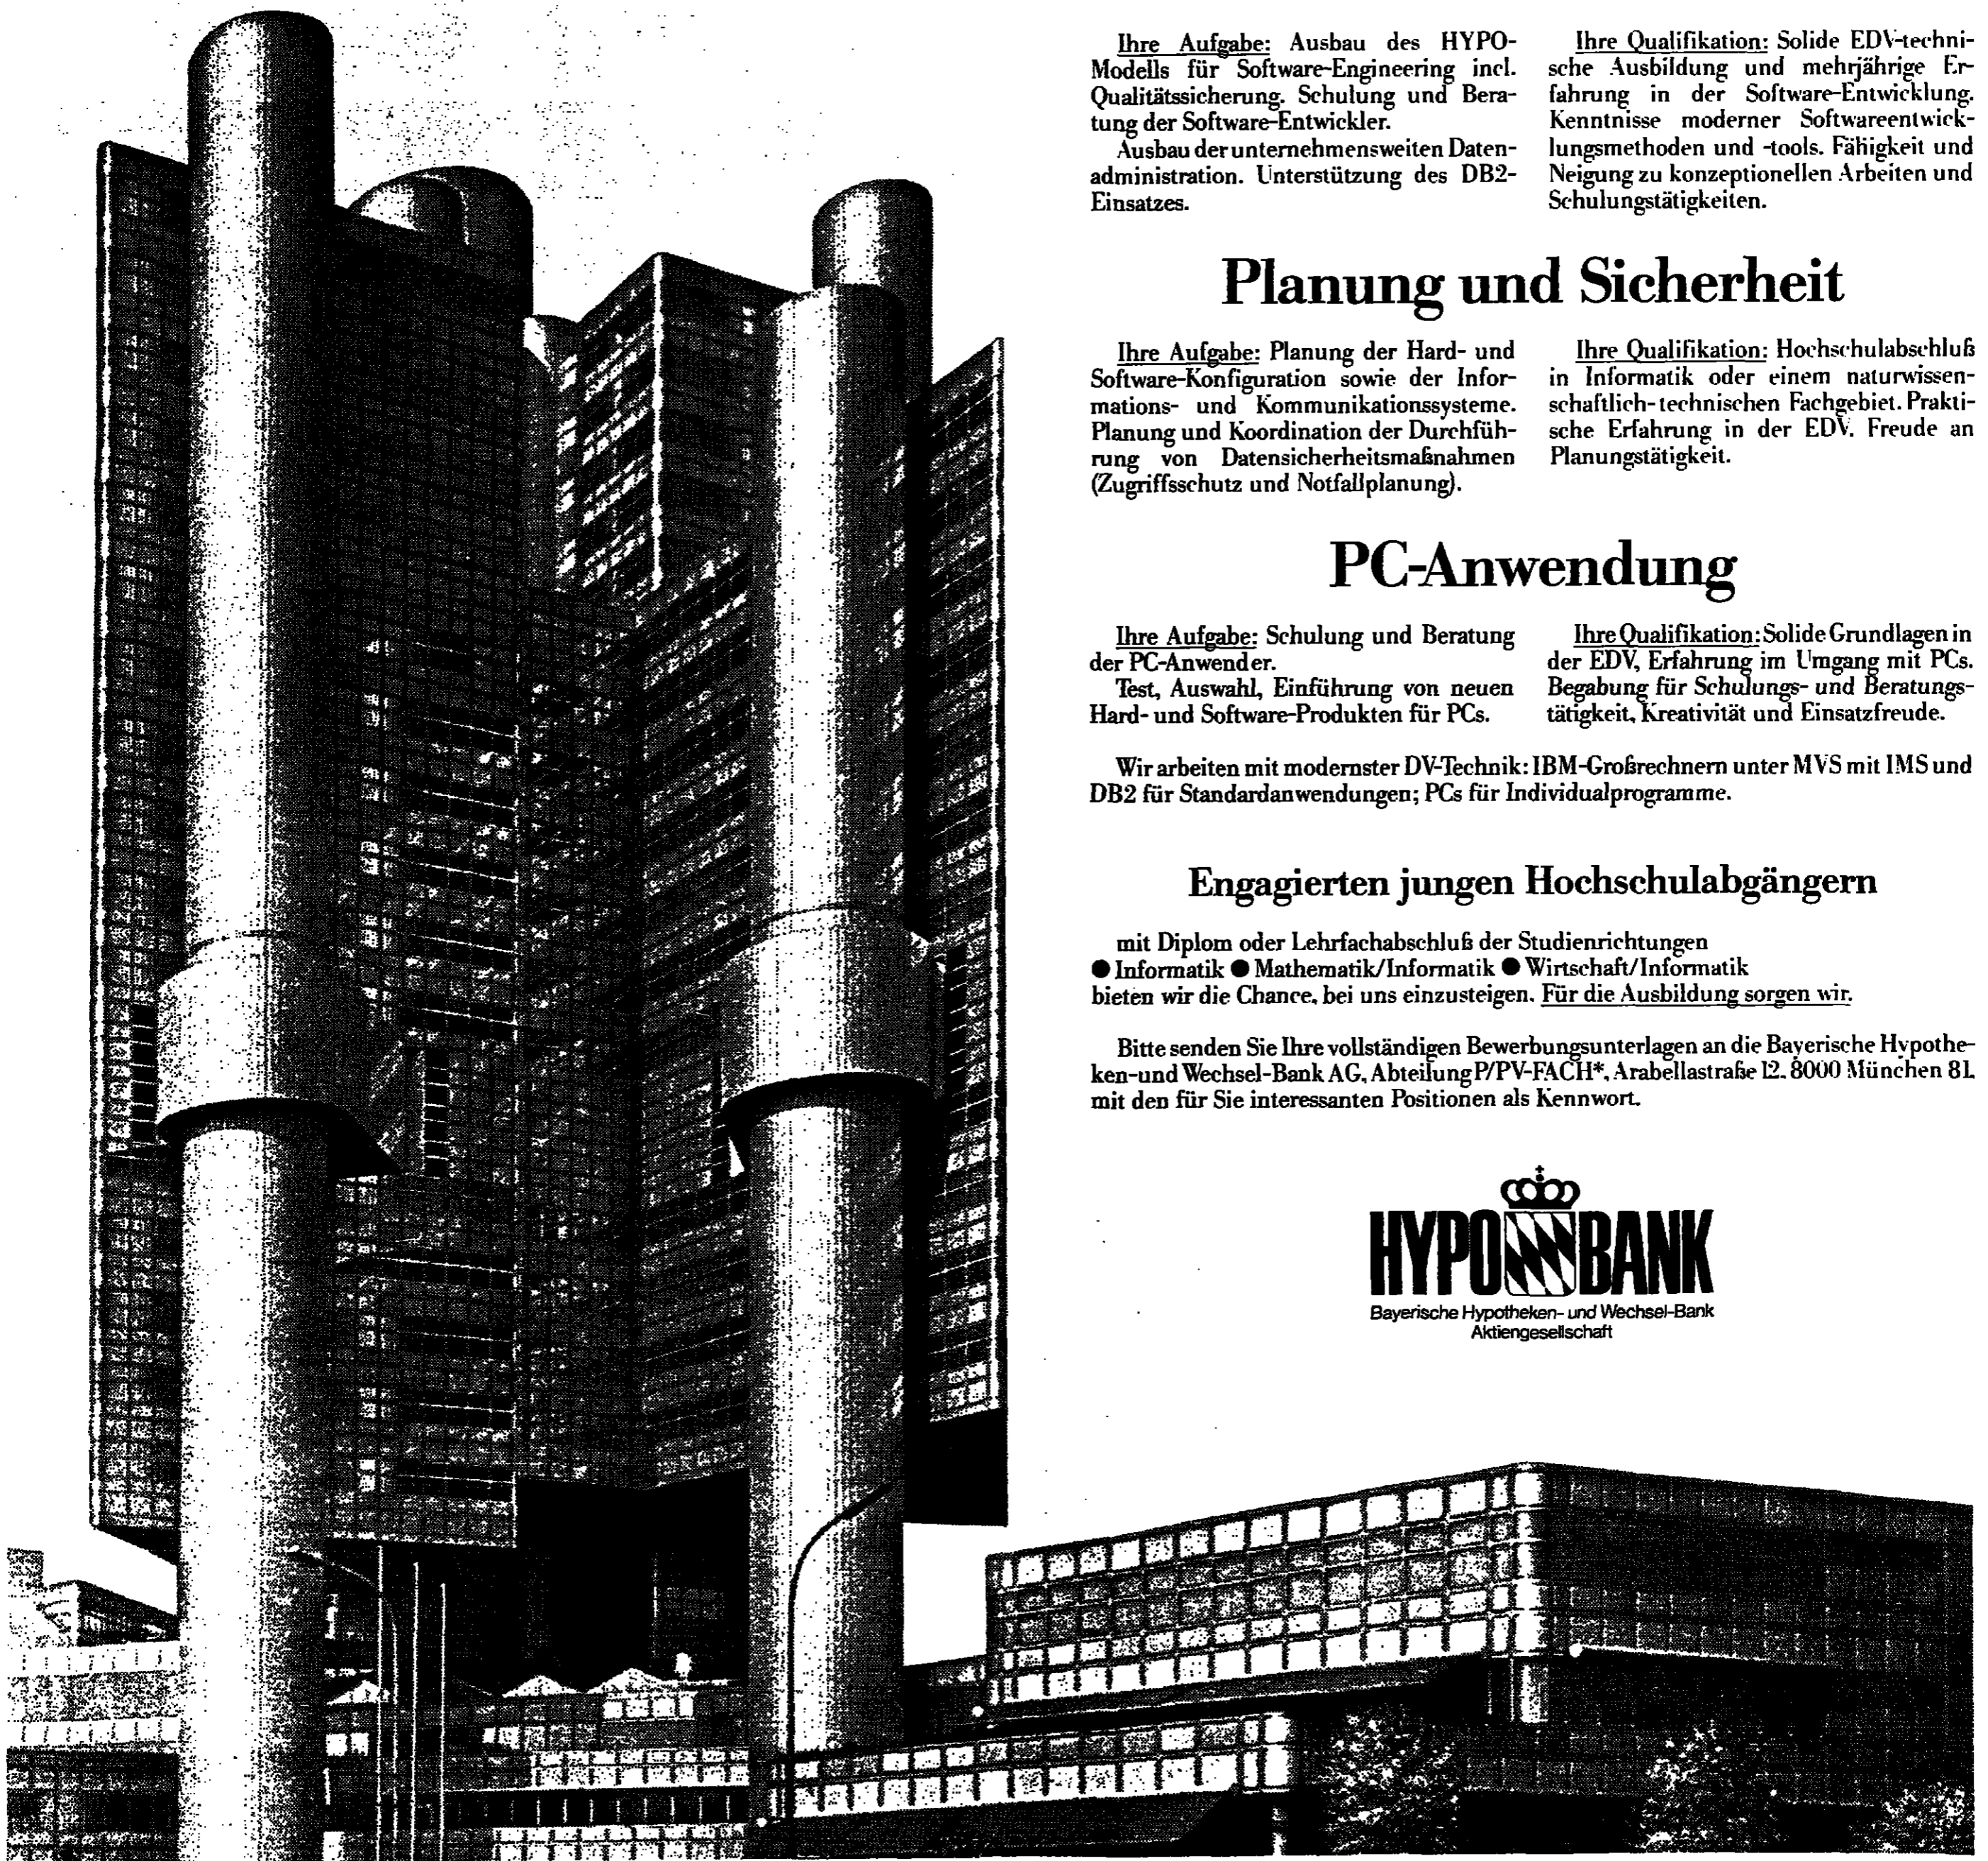 Ihre Aufgabe: Ausbau des HYPO-
Modells für Software-Engineering incl.
Qualitätssicherung. Schulung und Bera-
tung der Software-Entwickler.
Ausbau der unternehmensweiten Daten-
administration. Unterstützung des DB2-
Einsatzes.
Ihre Qualifikation: Solide EDV-techni-
sche Ausbildung und mehrjährige Er-
fahrung in der Software-Entwicklung.
Kenntnisse moderner Softwareentwick-
lungsmethoden und -tools. Fähigkeit und
Neigung zu konzeptionellen Arbeiten und
Schulungstätigkeiten.
Planung und Sicherheit
Ihre Aufgabe: Planung der Hard- und
Software-Konfiguration sowie der Infor-
mations- und Kommunikationssysteme.
Planung und Koordination der Durchfüh-
rung von Datensicherheitsmaßnahmen
(Zugriffsschutz und Notfallplanung).
Ihre Qualifikation: Hochschulabschluß
in Informatik oder einem naturwissen-
schaftlich-technischen Fachgebiet. Prakti-
sche Erfahrung in der EDV. Freude an
Planungstätigkeit.
PC-Anwendung
Ihre Aufgabe: Schulung und Beratung
der PC-Anwender.
Test, Auswahl, Einführung von neuen
Hard- und Software-Produkten für PCs.
Ihre Qualifikation: Solide Grundlagen in
der EDV, Erfahrung im Umgang mit PCs.
Begabung für Schulungs- und Beratungs-
tätigkeit, Kreativität und Einsatzfreude.
Wir arbeiten mit modernster DV-Technik: IBM-Großrechnern unter MVS mit IMS und
DB2 für Standardanwendungen; PCs für Individualprogramme.
Engagierten jungen Hochschulabgängern
mit Diplom oder Lehrfachabschluß der Studienrichtungen
● Informatik ● Mathematik/Informatik ● Wirtschaft/Informatik
bieten wir die Chance, bei uns einzusteigen. Für die Ausbildung sorgen wir.
Bitte senden Sie Ihre vollständigen Bewerbungsunterlagen an die Bayerische Hypothe-
ken- und Wechsel-Bank AG, Abteilung P/PV-FACH*, Arabellastraße 12, 8000 München 81,
mit den für Sie interessanten Positionen als Kennwort.
HYPO BANK
Bayerische Hypotheken- und Wechsel-Bank
Aktiengesellschaft